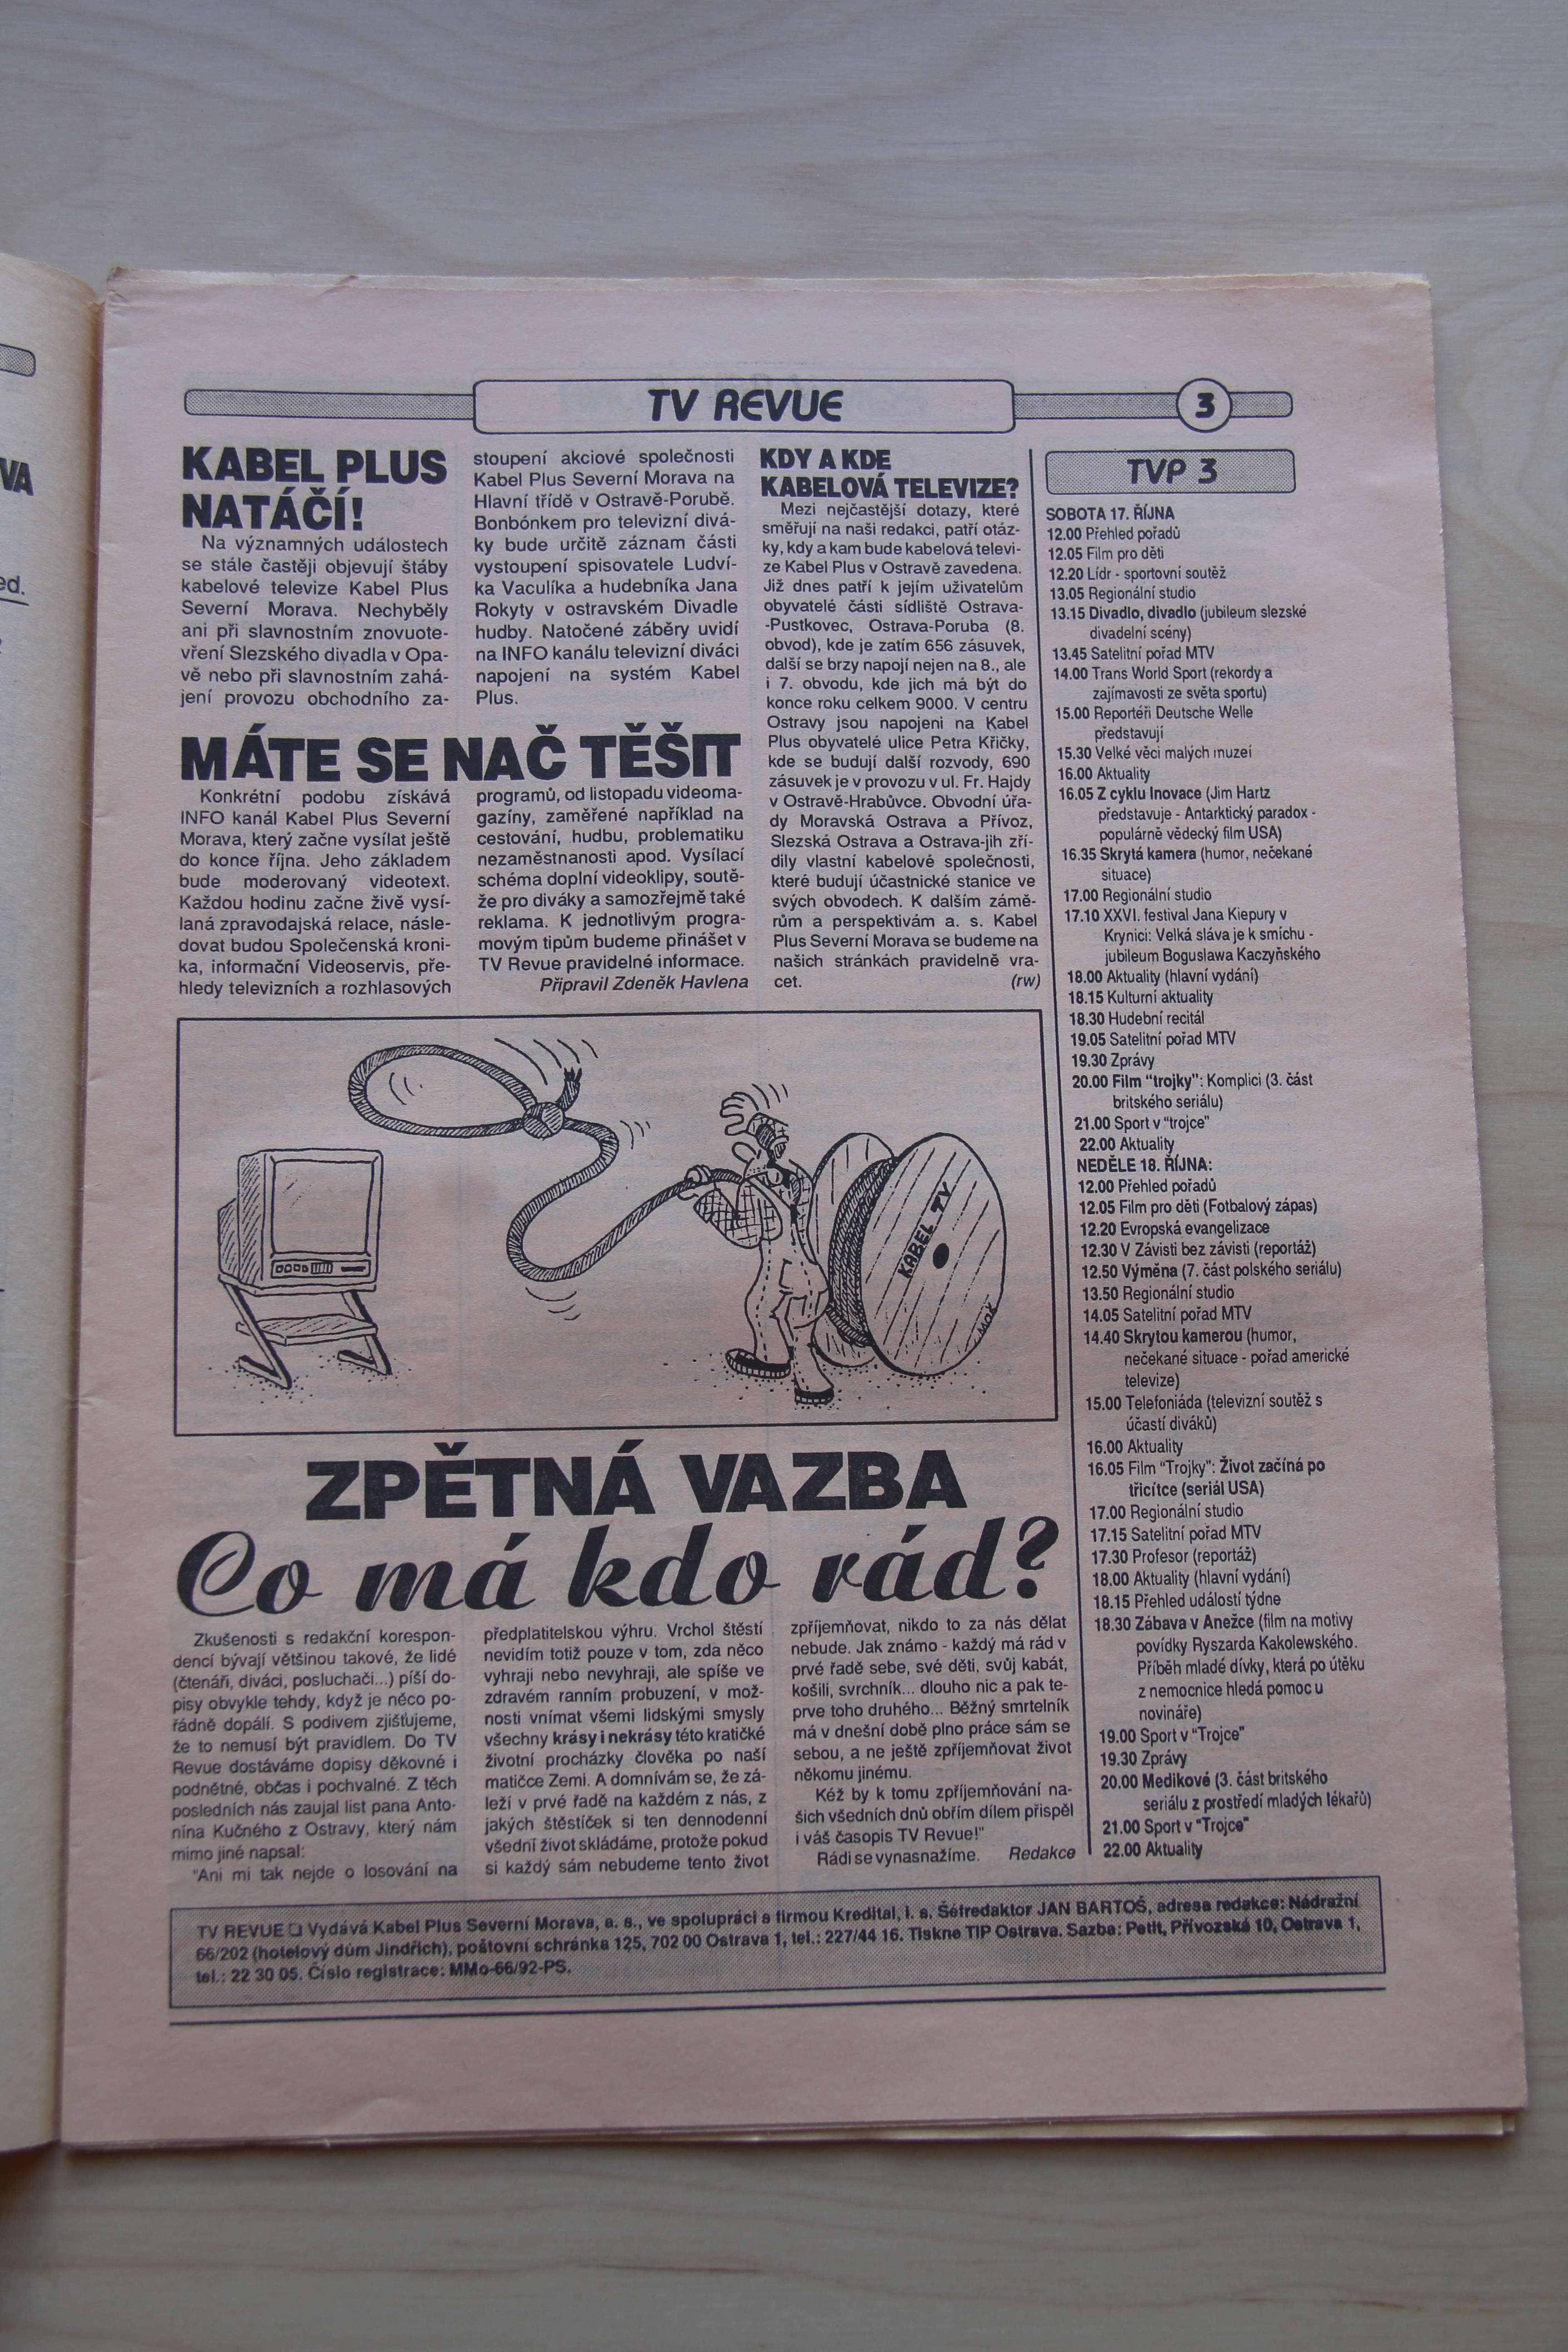 TV REVUE
3
KABEL PLUS
NATÁČÍ!
Na významných událostech
se stále častěji objevují štáby
kabelové televize Kabel Plus
Severní Morava. Nechyběly
ani při slavnostním znovuote-
vření Slezského divadla v Opa-
vě nebo při slavnostním zahá-
jení provozu obchodního za-
stoupení akciové společnosti
Kabel Plus Severní Morava na
Hlavní třídě v Ostravě-Porubě.
Bonbónkem pro televizní divá-
ky bude určitě záznam části
vystoupení spisovatele Ludví-
ka Vaculíka a hudebníka Jana
Rokyty v ostravském Divadle
hudby. Natočené záběry uvidí
na INFO kanálu televizní diváci
napojení na systém Kabel
Plus.
MÁTE SE NAČ TĚŠIT
Konkrétní podobu získává
INFO kanál Kabel Plus Severní
Morava, který začne vysílat ještě
do konce října. Jeho základem
bude moderovaný videotext.
Každou hodinu začne živě vysí-
laná zpravodajská relace, násle-
dovat budou Společenská kroni-
ka, informační Videoservis, pře-
hledy televizních a rozhlasových
programů, od listopadu videoma-
gazíny, zaměřené například na
cestování, hudbu, problematiku
nezaměstnanosti apod. Vysílací
schéma doplní videoklipy, soutě-
že pro diváky a samozřejmě také
reklama. K jednotlivým progra-
movým tipům budeme přinášet v
TV Revue pravidelné informace.
Připravil Zdeněk Havlena
KDY A KDE
KABELOVÁ TELEVIZE?
Mezi nejčastější dotazy, které
směřují na naši redakci, patří otáz-
ky, kdy a kam bude kabelová televi-
ze Kabel Plus v Ostravě zavedena.
Již dnes patří k jejím uživatelům
obyvatelé části sídliště Ostrava-
-Pustkovec, Ostrava-Poruba (8.
obvod), kde je zatím 656 zásuvek,
další se brzy napojí nejen na 8., ale
i 7. obvodu, kde jich má být do
konce roku celkem 9000. V centru
Ostravy jsou napojeni na Kabel
Plus obyvatelé ulice Petra Křičky,
kde se budují další rozvody, 690
zásuvek je v provozu v ul. Fr. Hajdy
v Ostravě-Hrabůvce. Obvodní úřa-
dy Moravská Ostrava a Přívoz,
Slezská Ostrava a Ostrava-jih zří-
dily vlastní kabelové společnosti,
které budují účastnické stanice ve
svých obvodech. K dalším zámě-
rům a perspektivám a. s. Kabel
Plus Severní Morava se budeme na
našich stránkách pravidelně vra-
cet. (rw)
KABEL TV
MAK
ZPĚTNÁ VAZBA
Co má kdo rád?
Zkušenosti s redakční korespon-
dencí bývají většinou takové, že lidé
(čtenáři, diváci, posluchači...) píší do-
pisy obvykle tehdy, když je něco po-
řádně dopálí. S podivem zjišťujeme,
že to nemusí být pravidlem. Do TV
Revue dostáváme dopisy děkovné i
podnětné, občas i pochvalné. Z těch
posledních nás zaujal list pana Anto-
nína Kučného z Ostravy, který nám
mimo jiné napsal:
"Ani mi tak nejde o losování na
předplatitelskou výhru. Vrchol štěstí
nevidím totiž pouze v tom, zda něco
vyhraji nebo nevyhraji, ale spíše ve
zdravém ranním probuzení, v mož-
nosti vnímat všemi lidskými smysly
všechny krásy i nekrásy této kratičké
životní procházky člověka po naší
matičce Zemi. A domnívám se, že zá-
leží v prvé řadě na každém z nás, z
jakých štěstíček si ten dennodenní
všední život skládáme, protože pokud
si každý sám nebudeme tento život
zpříjemňovat, nikdo to za nás dělat
nebude. Jak známo - každý má rád v
prvé řadě sebe, své děti, svůj kabát,
košili, svrchník... dlouho nic a pak te-
prve toho druhého... Běžný smrtelník
má v dnešní době plno práce sám se
sebou, a ne ještě zpříjemňovat život
někomu jinému.
Kéž by k tomu zpříjemňování na-
šich všedních dnů obřím dílem přispěl
i váš časopis TV Revue!"
Rádi se vynasnažíme. Redakce
TVP 3
SOBOTA 17. ŘÍJNA
12.00 Přehled pořadů
12.05 Film pro děti
12.20 Lídr - sportovní soutěž
13.05 Regionální studio
13.15 Divadlo, divadlo (jubileum slezské
divadelní scény)
13.45 Satelitní pořad MTV
14.00 Trans World Sport (rekordy a
zajímavosti ze světa sportu)
15.00 Reportéři Deutsche Welle
představují
15.30 Velké věci malých muzeí
16.00 Aktuality
16.05 Z cyklu Inovace (Jim Hartz
představuje - Antarktický paradox -
populárně vědecký film USA)
16.35 Skrytá kamera (humor, nečekané
situace)
17.00 Regionální studio
17.10 XXVI. festival Jana Kiepury v
Krynici: Velká sláva je k smíchu -
jubileum Boguslawa Kaczyňského
18.00 Aktuality (hlavní vydání)
18.15 Kulturní aktuality
18.30 Hudební recitál
19.05 Satelitní pořad MTV
19.30 Zprávy
20.00 Film "trojky": Komplici (3. část
britského seriálu)
21.00 Sport v "trojce"
22.00 Aktuality
NEDĚLE 18. ŘÍJNA:
12.00 Přehled pořadů
12.05 Film pro děti (Fotbalový zápas)
12.20 Evropská evangelizace
12.30 V Závisti bez závisti (reportáž)
12.50 Výměna (7. část polského seriálu)
13.50 Regionální studio
14.05 Satelitní pořad MTV
14.40 Skrytou kamerou (humor,
nečekané situace - pořad americké
televize)
15.00 Telefoniáda (televizní soutěž s
účastí diváků)
16.00 Aktuality
16.05 Film "Trojky": Život začíná po
třicítce (seriál USA)
17.00 Regionální studio
17.15 Satelitní pořad MTV
17.30 Profesor (reportáž)
18.00 Aktuality (hlavní vydání)
18.15 Přehled událostí týdne
18.30 Zábava v Anežce (film na motivy
povídky Ryszarda Kakolewského.
Příběh mladé dívky, která po útěku
z nemocnice hledá pomoc u
novináře)
19.00 Sport v "Trojce"
19.30 Zprávy
20.00 Medikové (3. část britského
seriálu z prostředí mladých lékařů)
21.00 Sport v "Trojce"
22.00 Aktuality
TV REVUE ❑ Vydává Kabel Plus Severní Morava, a. s., ve spolupráci s firmou Kredital, i. s. Šéfredaktor JAN BARTOŠ, adresa redakce: Nádražní
66/202 (hotelový dům Jindřich), poštovní schránka 125, 702 00 Ostrava 1, tel.: 227/44 16. Tiskne TIP Ostrava. Sazba: Petit, Přívozská 10, Ostrava 1,
tel.: 22 30 05. Číslo registrace: MMo-66/92-PS.
VA
ed.